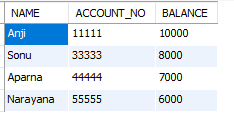 NAME ACCOUNT_NO BALANCE
Anji 11111 10000
Sonu 33333 8000
Aparna 44444 7000
Narayana 55555 6000